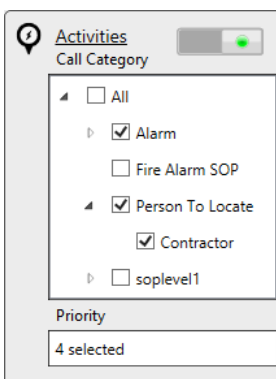 Activities
Call Category
All
Alarm
Fire Alarm SOP
Person To Locate
Contractor
soplevel1
Priority
4 selected